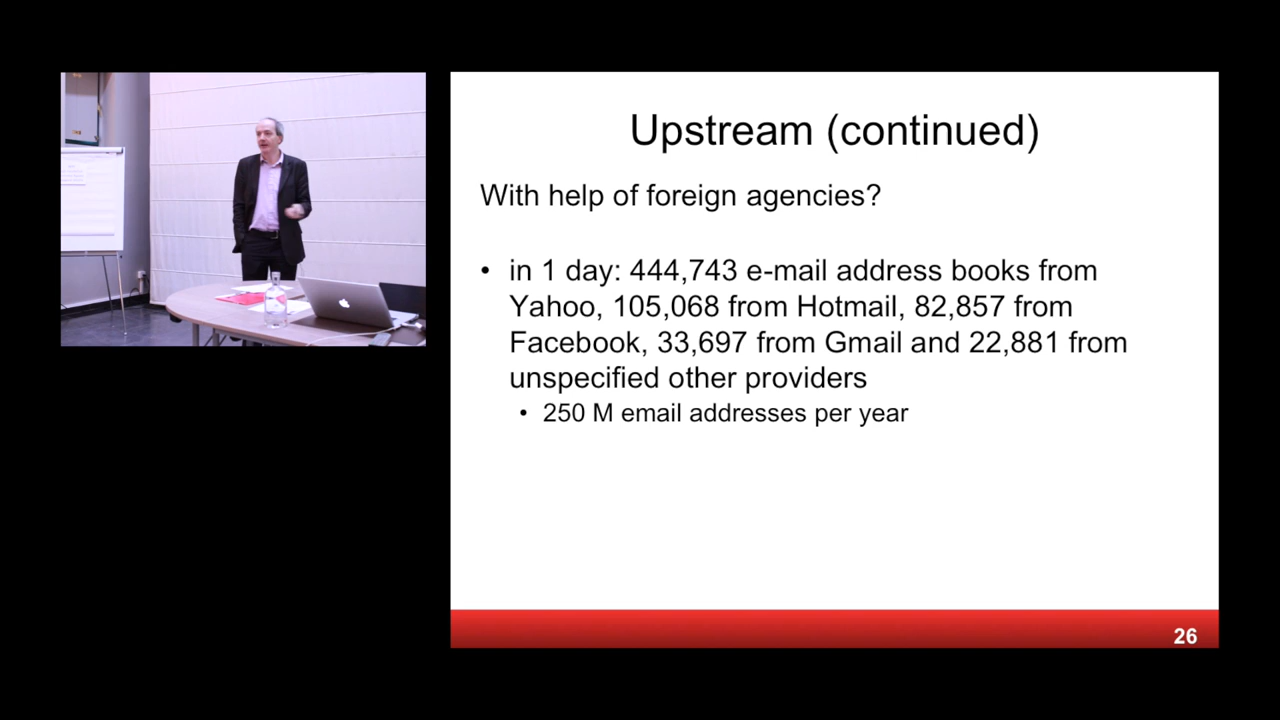 Upstream (continued)
With help of foreign agencies?
• in 1 day: 444,743 e-mail address books from
Yahoo, 105,068 from Hotmail, 82,857 from
Facebook, 33,697 from Gmail and 22,881 from
unspecified other providers
• 250 M email addresses per year
26